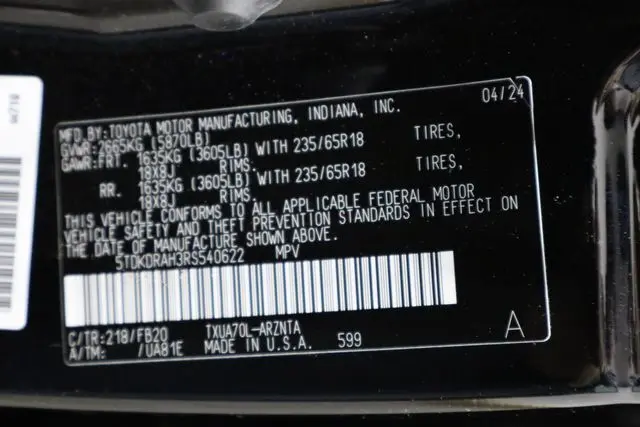 MFD.BY:TOYOTA MOTOR MANUFACTURING, INDIANA, INC. 04/24
GVWR:2665KG (5870LB)
GAWR:FRT. 1635KG (3605LB) WITH 235/65R18 TIRES,
18X8J RIMS.
RR. 1635KG (3605LB) WITH 235/65R18 TIRES,
18X8J RIMS.
THIS VEHICLE CONFORMS TO ALL APPLICABLE FEDERAL MOTOR
VEHICLE SAFETY AND THEFT PREVENTION STANDARDS IN EFFECT ON
THE DATE OF MANUFACTURE SHOWN ABOVE.
5TDKDRAH3RS540622 MPV
C/TR:218/FB20 TXUA70L-ARZNTA
A/TM: /UA81E MADE IN U.S.A. 599 A